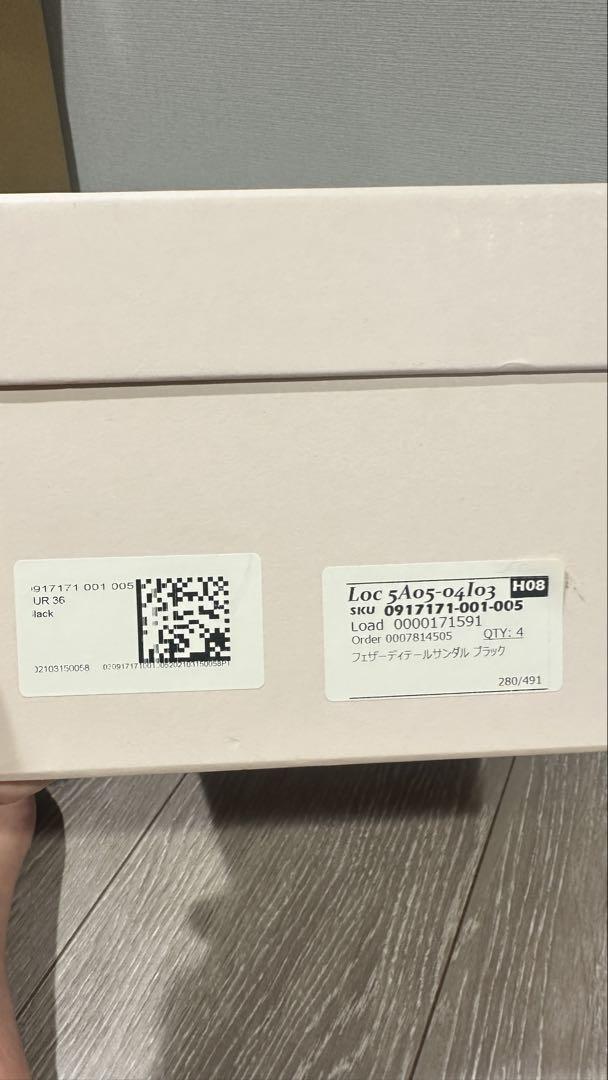 0917171 001 005
UR 36
lack
02103150058
Loc 5A05-04I03 H08
SKU 0917171-001-005
Load 0000171591
Order 0007814505 QTY: 4
フェザーディテールサンダル ブラック
280/491